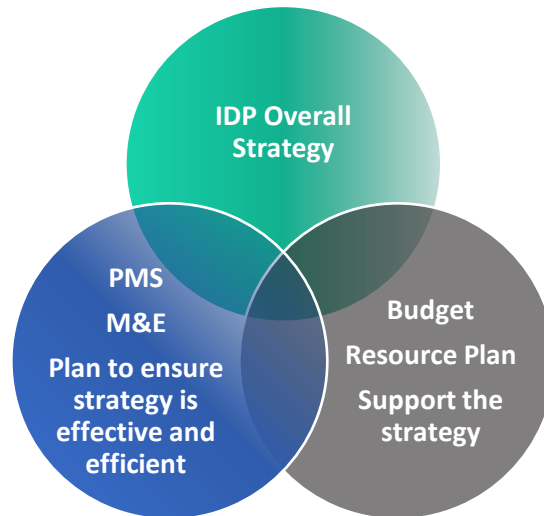 IDP Overall
Strategy
PMS
M&E
Plan to ensure
strategy is
effective and
efficient
Budget
Resource Plan
Support the
strategy